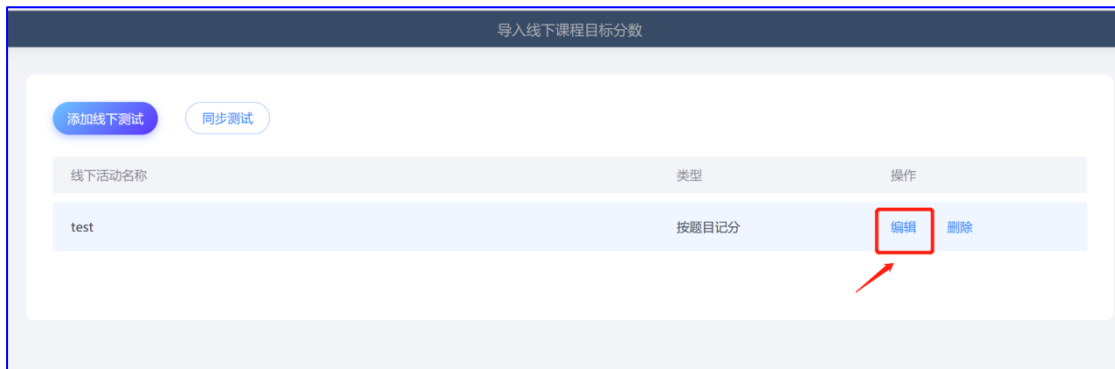 导入线下课程目标分数
添加线下测试 同步测试
线下活动名称 类型 操作
test 按题目记分 编辑 删除